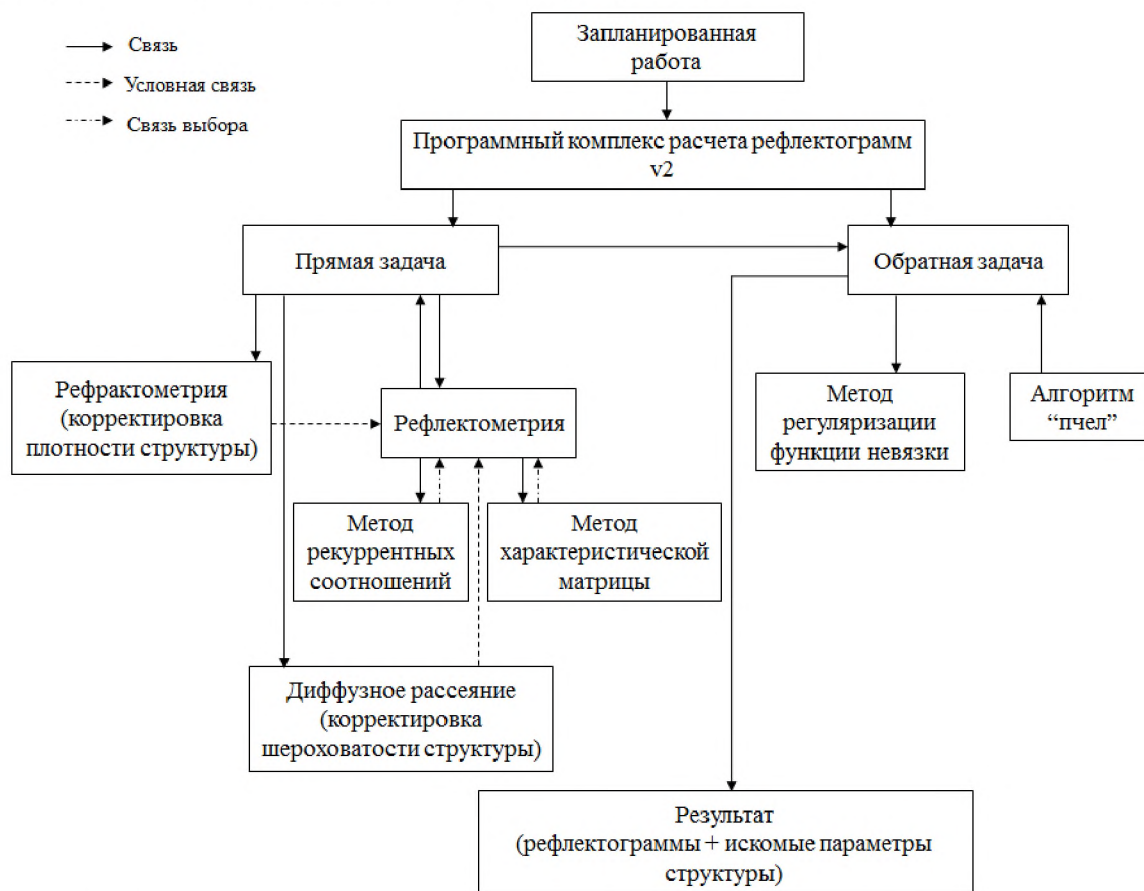 Связь
Условная связь
Связь выбора
Запланированная
работа
Программный комплекс расчета рефлектограмм
v2
Прямая задача
Обратная задача
Рефрактометрия
(корректировка
плотности структуры)
Рефлектометрия
Метод
регуляризации
функции невязки
Алгоритм
“пчел”
Метод
рекуррентных
соотношений
Метод
характеристической
матрицы
Диффузное рассеяние
(корректировка
шероховатости структуры)
Результат
(рефлектограммы + искомые параметры
структуры)